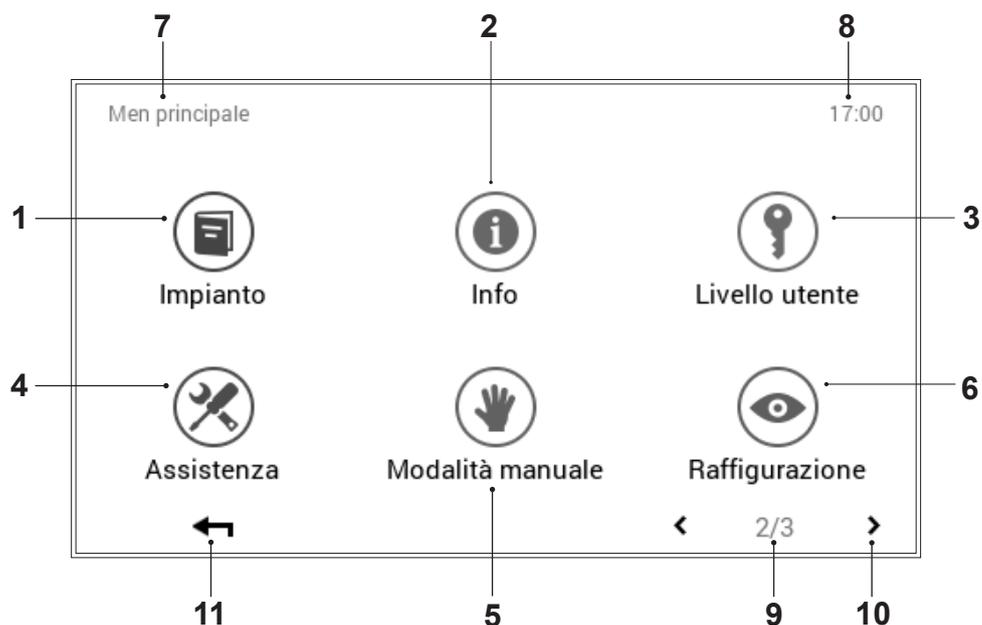 7 2 8
Men principale 17:00
1 3
Impianto Info Livello utente
4 6
Assistenza Modalità manuale Raffigurazione
2/3
11 5 9 10